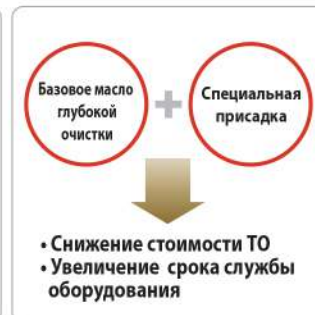 Базовое масло
глубокой
очистки
+
Специальная
присадка
• Снижение стоимости ТО
• Увеличение срока службы
оборудования